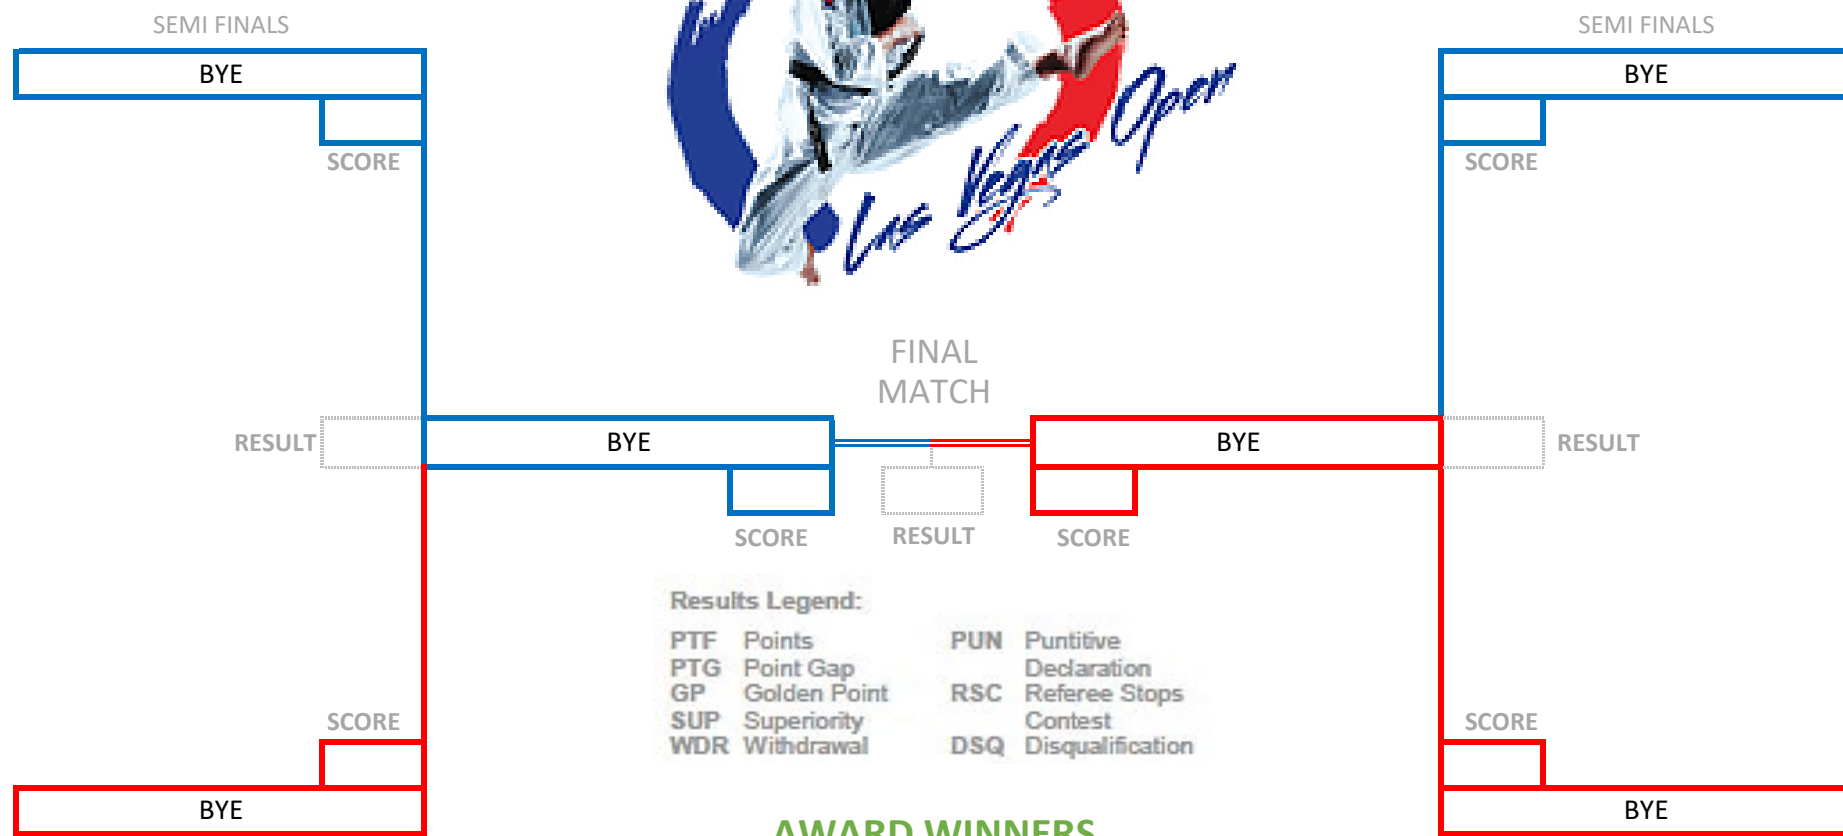 SEMI FINALS
SEMI FINALS
BYE
BYE
SCORE
SCORE
Las Vegas Open
FINAL
MATCH
RESULT
BYE
BYE
RESULT
SCORE
RESULT
SCORE
Results Legend:
PTF Points
PTG Point Gap
GP Golden Point
SUP Superiority
WDR Withdrawal
PUN Puntitive
Declaration
RSC Referee Stops
Contest
DSQ Disqualification
SCORE
SCORE
BYE
BYE
AWARD WINNERS